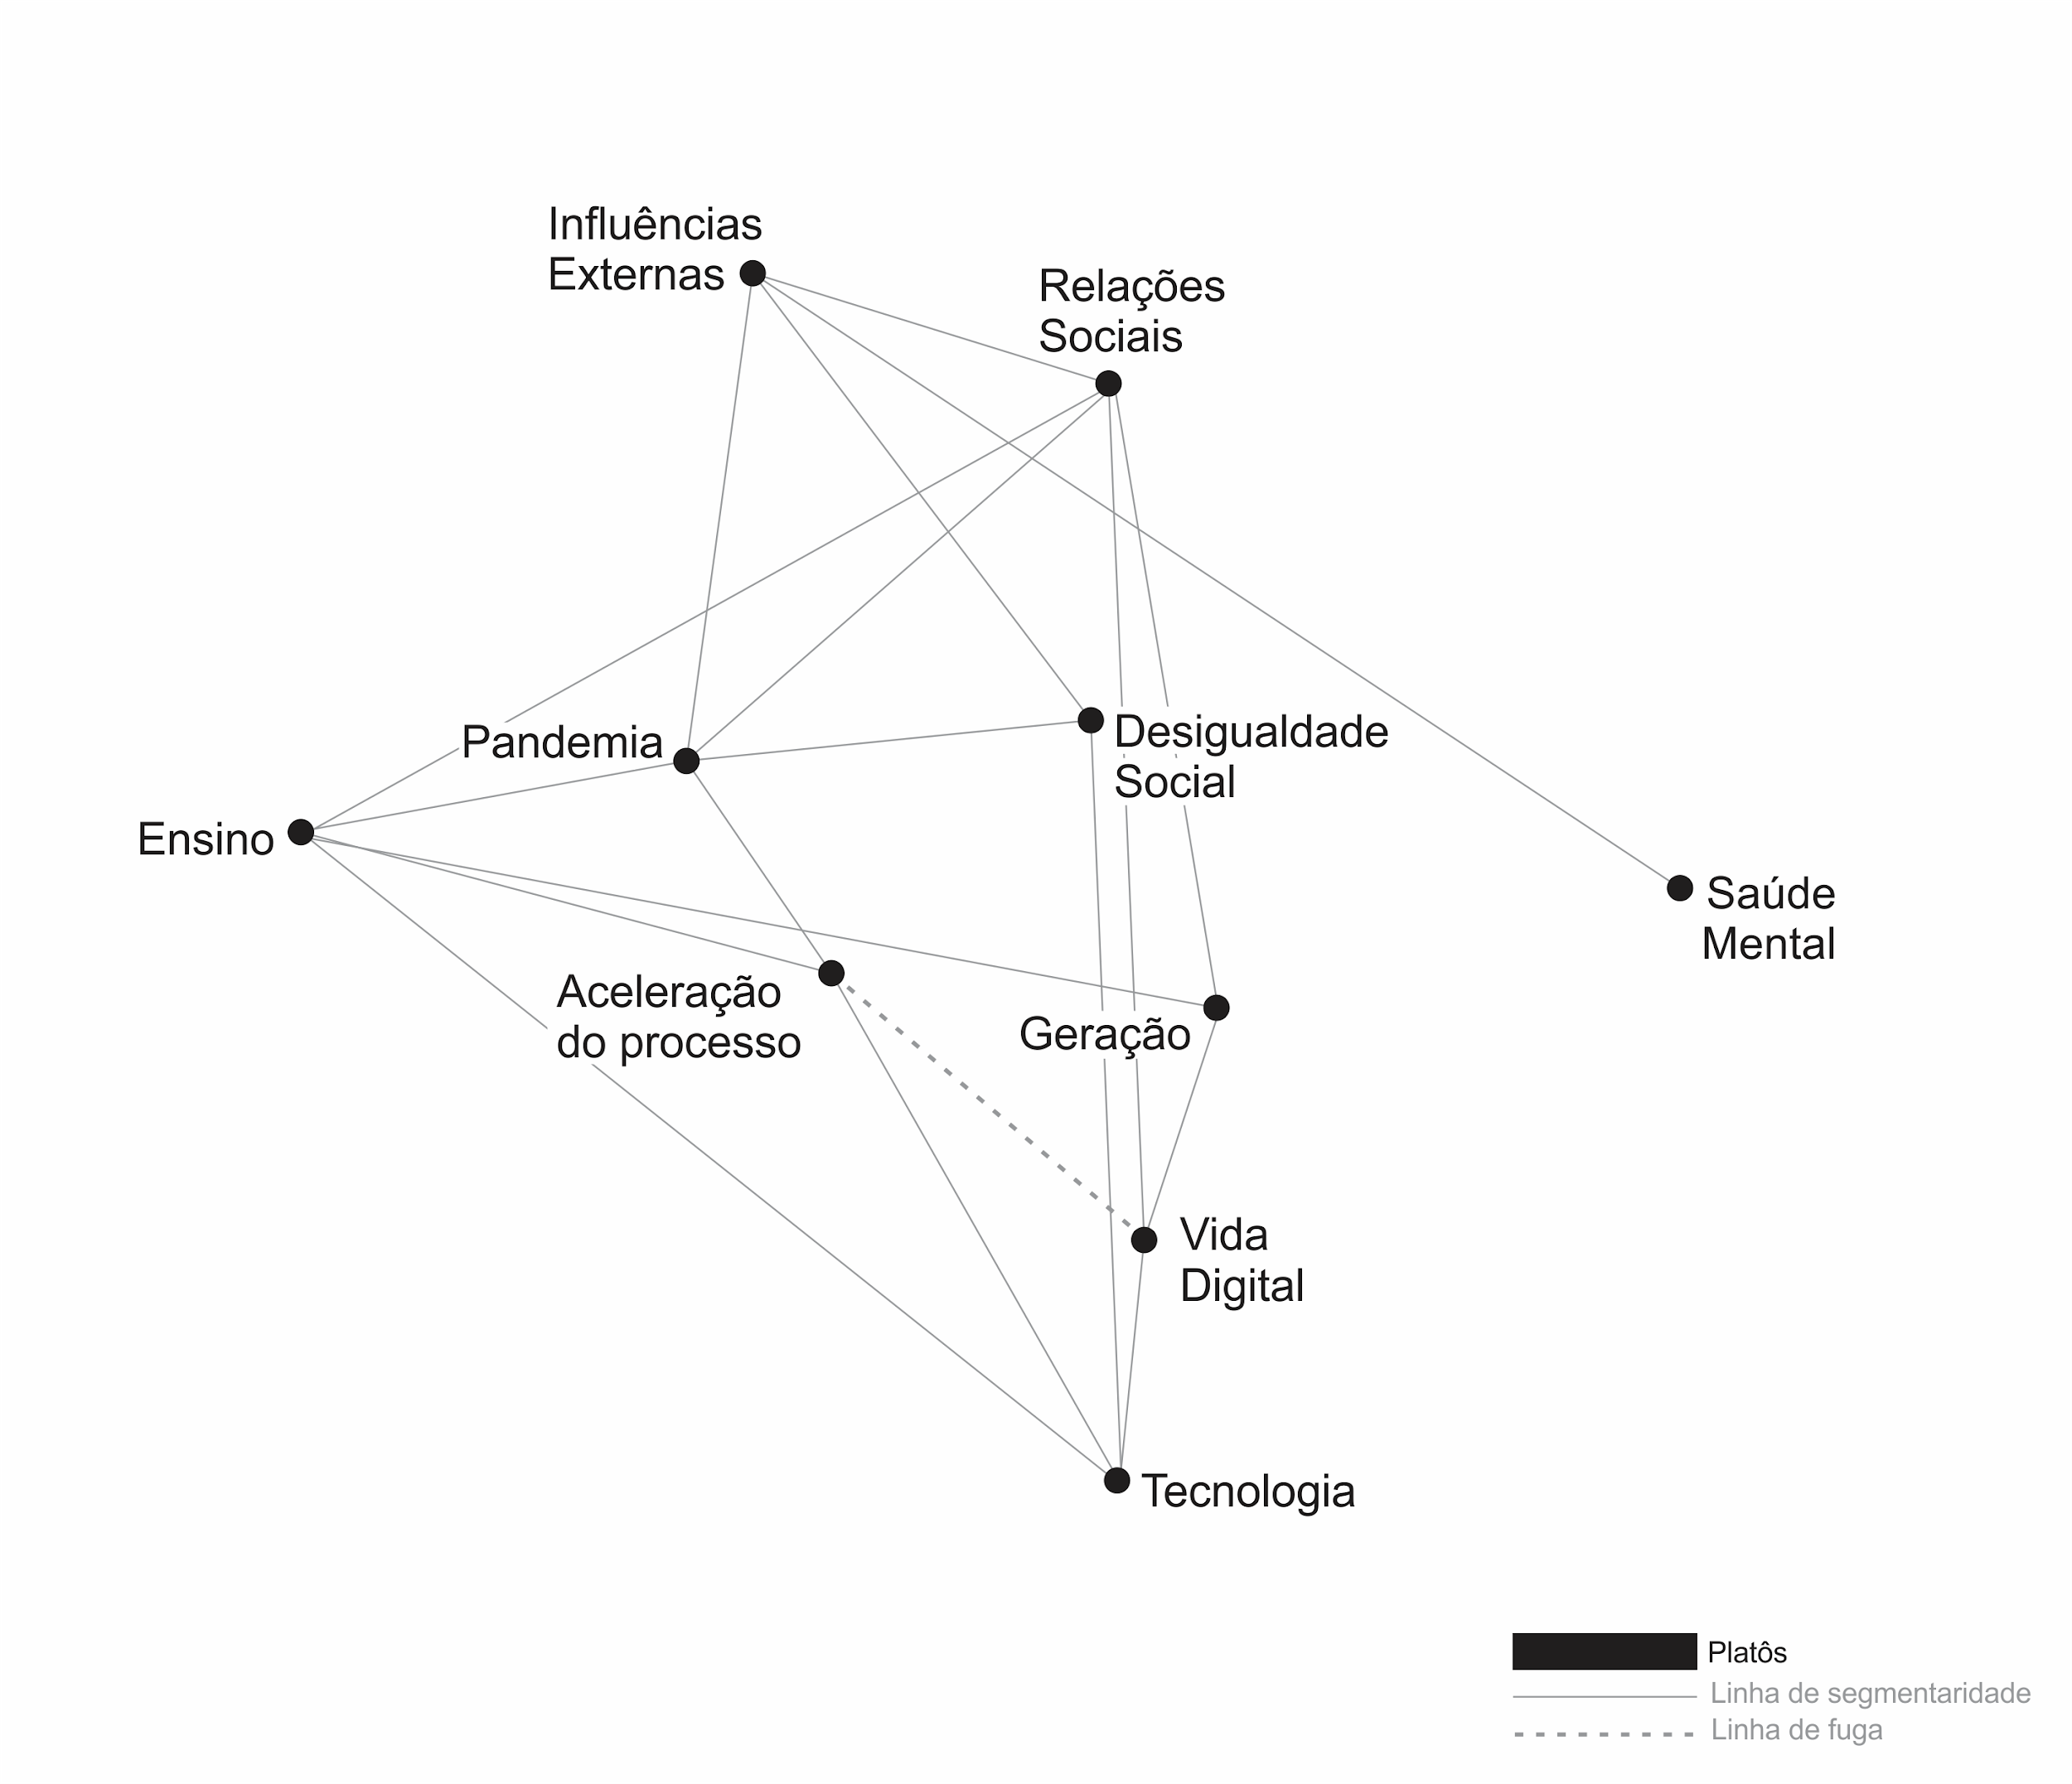 Influências
Externas
Relações
Sociais
Pandemia
Desigualdade
Social
Ensino
Saúde
Mental
Aceleração
do processo
Geração
Vida
Digital
Tecnologia
Platôs
Linha de segmentaridade
Linha de fuga